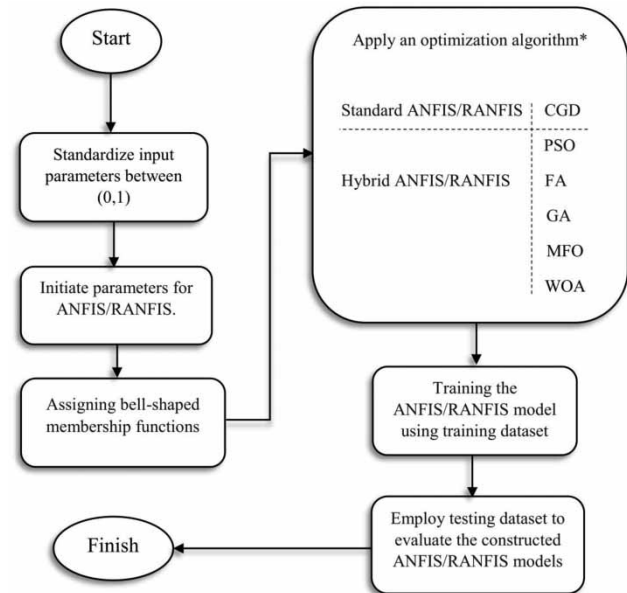 Start
Standardize input
parameters between
(0,1)
Initiate parameters for
ANFIS/RANFIS.
Assigning bell-shaped
membership functions
Apply an optimization algorithm*
Standard ANFIS/RANFIS
CGD
Hybrid ANFIS/RANFIS
PSO
FA
GA
MFO
WOA
Training the
ANFIS/RANFIS model
using training dataset
Employ testing dataset to
evaluate the constructed
ANFIS/RANFIS models
Finish